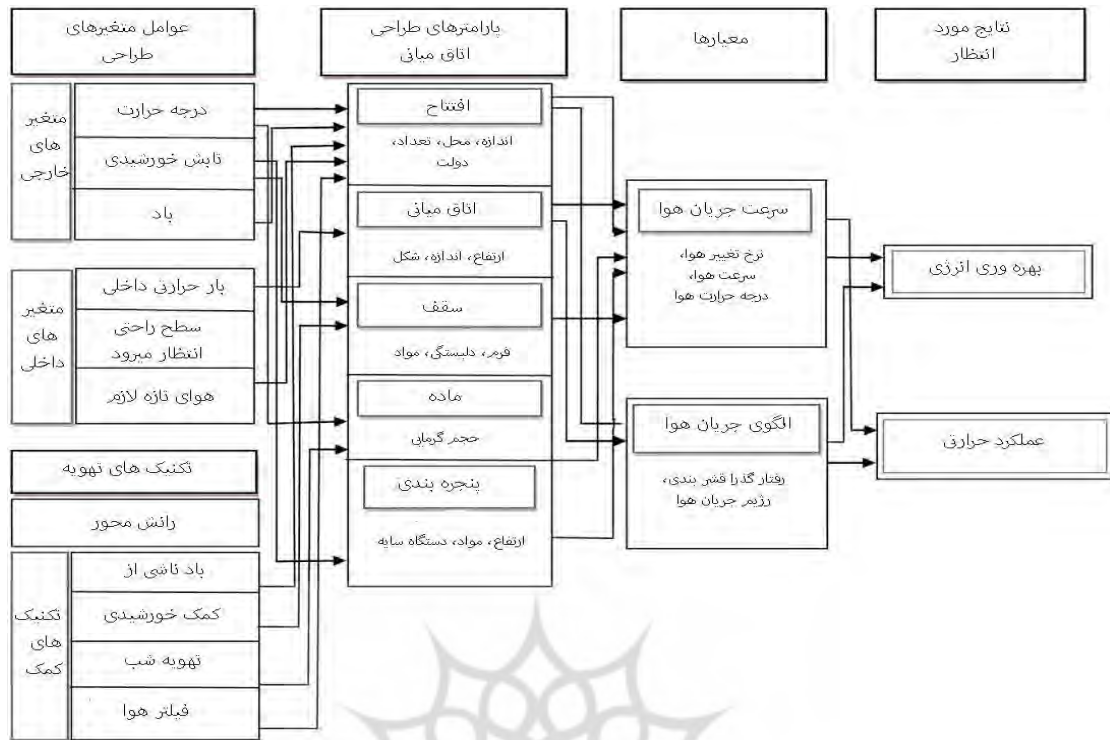 عوامل متغیرهای
طراحی
پارامترهای طراحی
اتاق میانی
معیارها
نتایج مورد
انتظار
متغیر
های
خارجی
درجه حرارت
تابش خورشیدی
باد
متغیر
های
داخلی
بار حرارتی داخلی
سطح راحتی
انتظار میرود
هوای تازه لازم
تکنیک های تهویه
رانش محور
تکنیک
های
کمک
باد ناشی از
کمک خورشیدی
تهویه شب
فیلتر هوا
افتتاح
اندازه، محل، تعداد،
دولت
اتاق میانی
ارتفاع، اندازه، شکل
سقف
فرم، دلبستگی، مواد
ماده
حجم گرمایی
پنجره بندی
ارتفاع، مواد، دستگاه سایه
سرعت جریان هوا
نرخ تغییر هوا،
سرعت هوا،
درجه حرارت هوا
الگوی جریان هوا
رفتار گذرا قشر بندی،
رژیم جریان هوا
بهره وری انرژی
عملکرد حرارتی